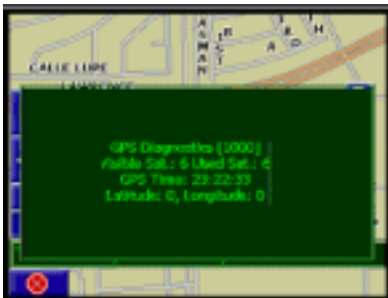 CALLE LUPE
LAWRENCE
GPS Diagnostics [1000]
Visible Sat.: 6 Used Sat.: 6
GPS Time: 23:22:33
Latitude: 0, Longitude: 0